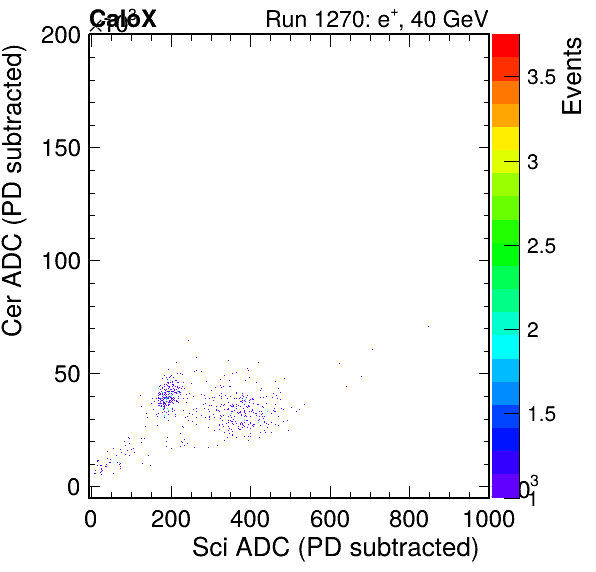 CaloX
×10³
Run 1270: e⁺, 40 GeV
Cer ADC (PD subtracted)
200
150
100
50
0
0 200 400 600 800 1000
Sci ADC (PD subtracted)
Events
3.5
3
2.5
2
1.5
1